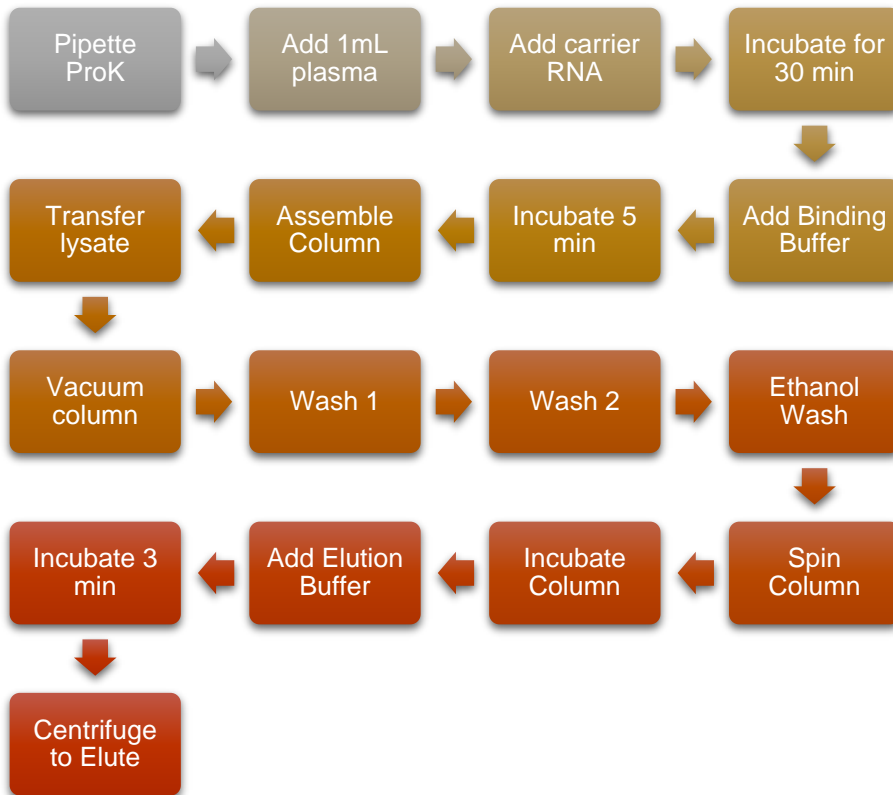 Pipette
ProK
Add 1mL
plasma
Add carrier
RNA
Incubate for
30 min
Add Binding
Buffer
Incubate 5
min
Assemble
Column
Transfer
lysate
Vacuum
column
Wash 1
Wash 2
Ethanol
Wash
Spin
Column
Incubate
Column
Add Elution
Buffer
Incubate 3
min
Centrifuge
to Elute